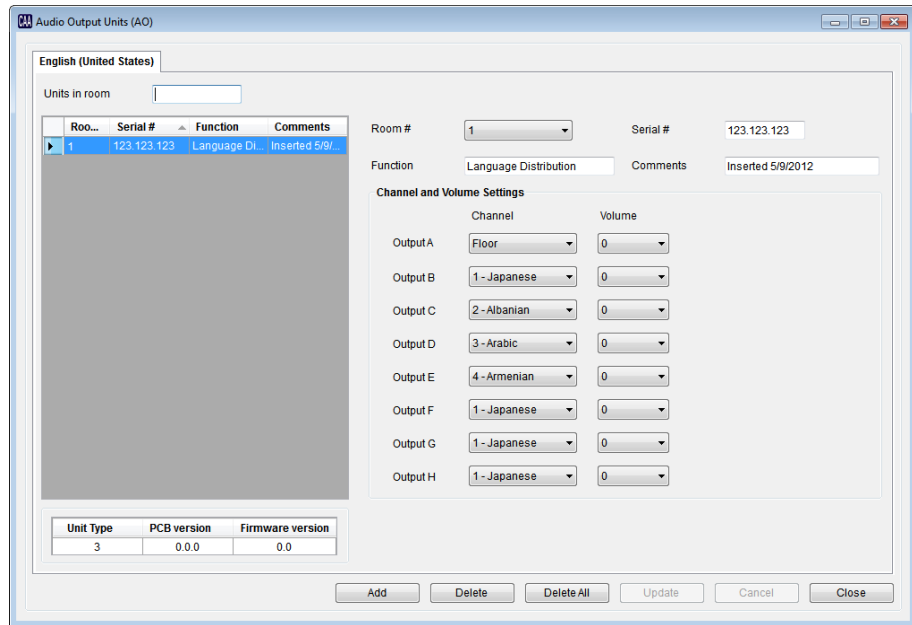 CAA Audio Output Units (AO)
English (United States)
Units in room
Roo... Serial # Function Comments
1 123.123.123 Language Di... Inserted 5/9/...
Room # 1 Serial # 123.123.123
Function Language Distribution Comments Inserted 5/9/2012
Channel and Volume Settings
Channel Volume
Output A Floor 0
Output B 1 - Japanese 0
Output C 2 - Albanian 0
Output D 3 - Arabic 0
Output E 4 - Armenian 0
Output F 1 - Japanese 0
Output G 1 - Japanese 0
Output H 1 - Japanese 0
Unit Type PCB version Firmware version
3 0.0.0 0.0
Add Delete Delete All Update Cancel Close